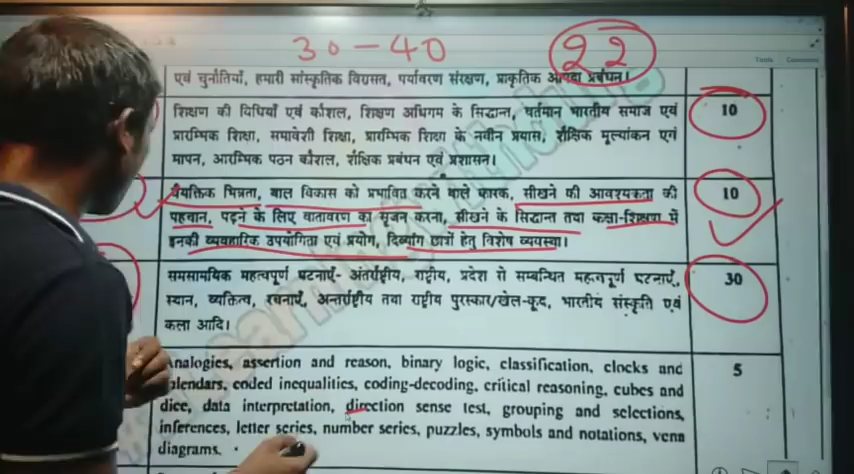 30-40
22
Tools
एवं चुनौतियाँ, हमारी सांस्कृतिक विरासत, पर्यावरण संरक्षण, प्राकृतिक आपदा प्रबंधन।
शिक्षण की विधियाँ एवं कौशल, शिक्षण अधिगम के सिद्धान्त, वर्तमान भारतीय समाज एवं
प्रारम्भिक शिक्षा, समावेशी शिक्षा, प्रारम्भिक शिक्षा के नवीन प्रयास, शैक्षिक मूल्यांकन एवं
मापन, आरम्भिक पठन कौशल, शैक्षिक प्रबंधन एवं प्रशासन।
10
वैयक्तिक भिन्नता, बाल विकास को प्रभावित करने वाले कारक, सीखने की आवश्यकता की
पहचान, पढ़ने के लिए वातावरण का सृजन करना, सीखने के सिद्धान्त तथा कक्षा-शिक्षण में
इनकी व्यवहारिक उपयोगिता एवं प्रयोग, दिव्यांग छात्रों हेतु विशेष व्यवस्था।
10
समसामयिक महत्वपूर्ण घटनाएँ- अंतर्राष्ट्रीय, राष्ट्रीय, प्रदेश से सम्बन्धित महत्वपूर्ण घटनाएँ,
स्थान, व्यक्तित्व, रचनाएँ, अन्तर्राष्ट्रीय तथा राष्ट्रीय पुरस्कार/खेल-कूद, भारतीय संस्कृति एवं
कला आदि।
30
Analogies, assertion and reason, binary logic, classification, clocks and
calendars, coded inequalities, coding-decoding, critical reasoning, cubes and
dice, data interpretation, direction sense test, grouping and selections,
inferences, letter series, number series, puzzles, symbols and notations, venn
diagrams.
5